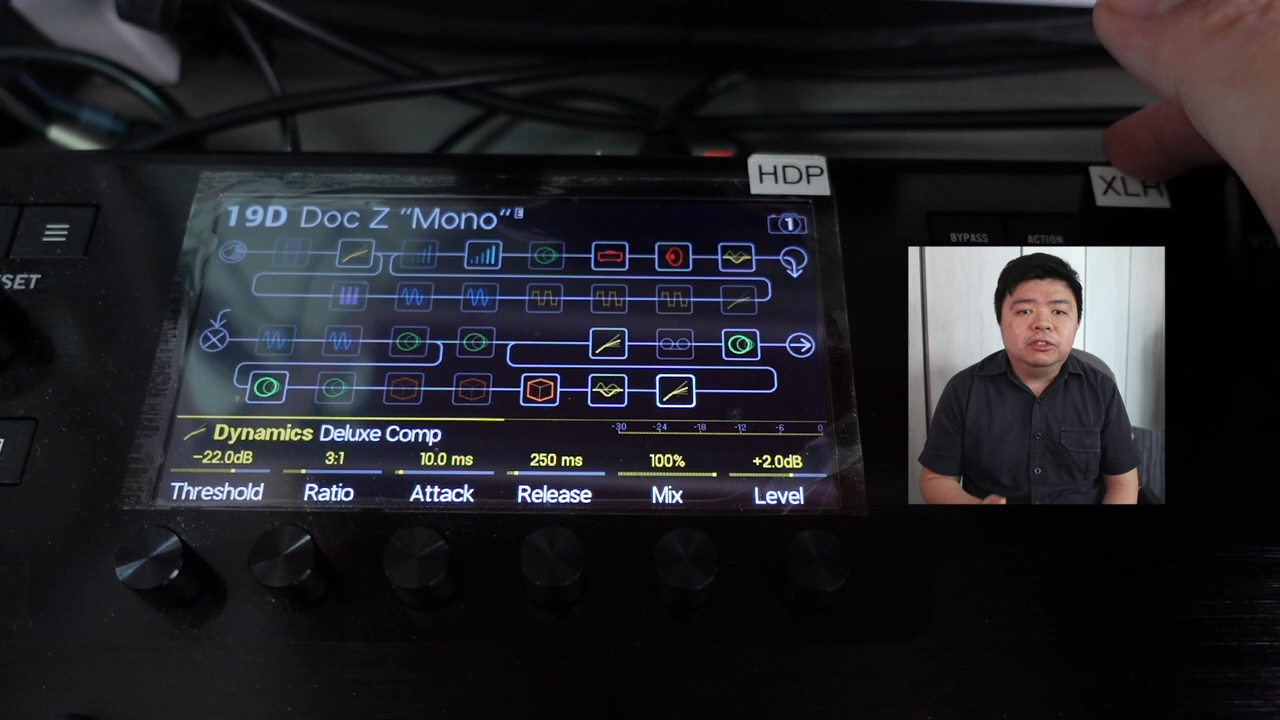 HDP
XLR
19D Doc Z "Mono" E
1
BYPASS
ACTION
SET
-30 -24 -18 -12 -6 0
Dynamics Deluxe Comp
-22.0dB 3:1 10.0 ms 250 ms 100% +2.0dB
Threshold Ratio Attack Release Mix Level